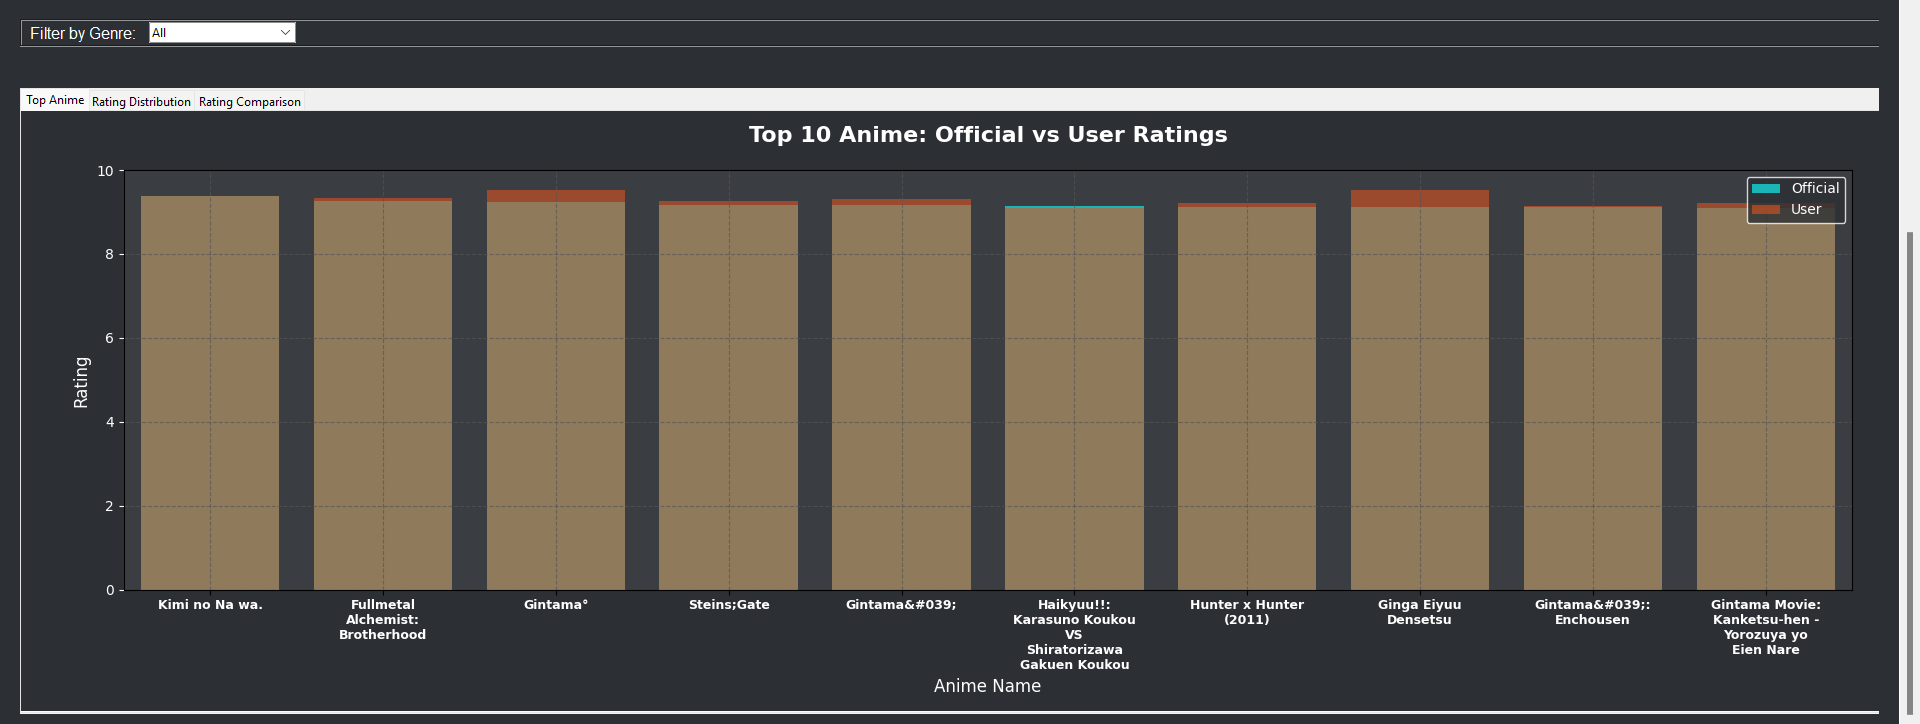 Filter by Genre: All
Top Anime Rating Distribution Rating Comparison
Top 10 Anime: Official vs User Ratings
10
8
6
4
2
0
Rating
Official
User
Kimi no Na wa.
Fullmetal
Alchemist:
Brotherhood
Gintama°
Steins;Gate
Gintama&#039;
Haikyuu!!:
Karasuno Koukou
VS
Shiratorizawa
Gakuen Koukou
Hunter x Hunter
(2011)
Ginga Eiyuu
Densetsu
Gintama&#039;:
Enchousen
Gintama Movie:
Kanketsu-hen -
Yorozuya yo
Eien Nare
Anime Name